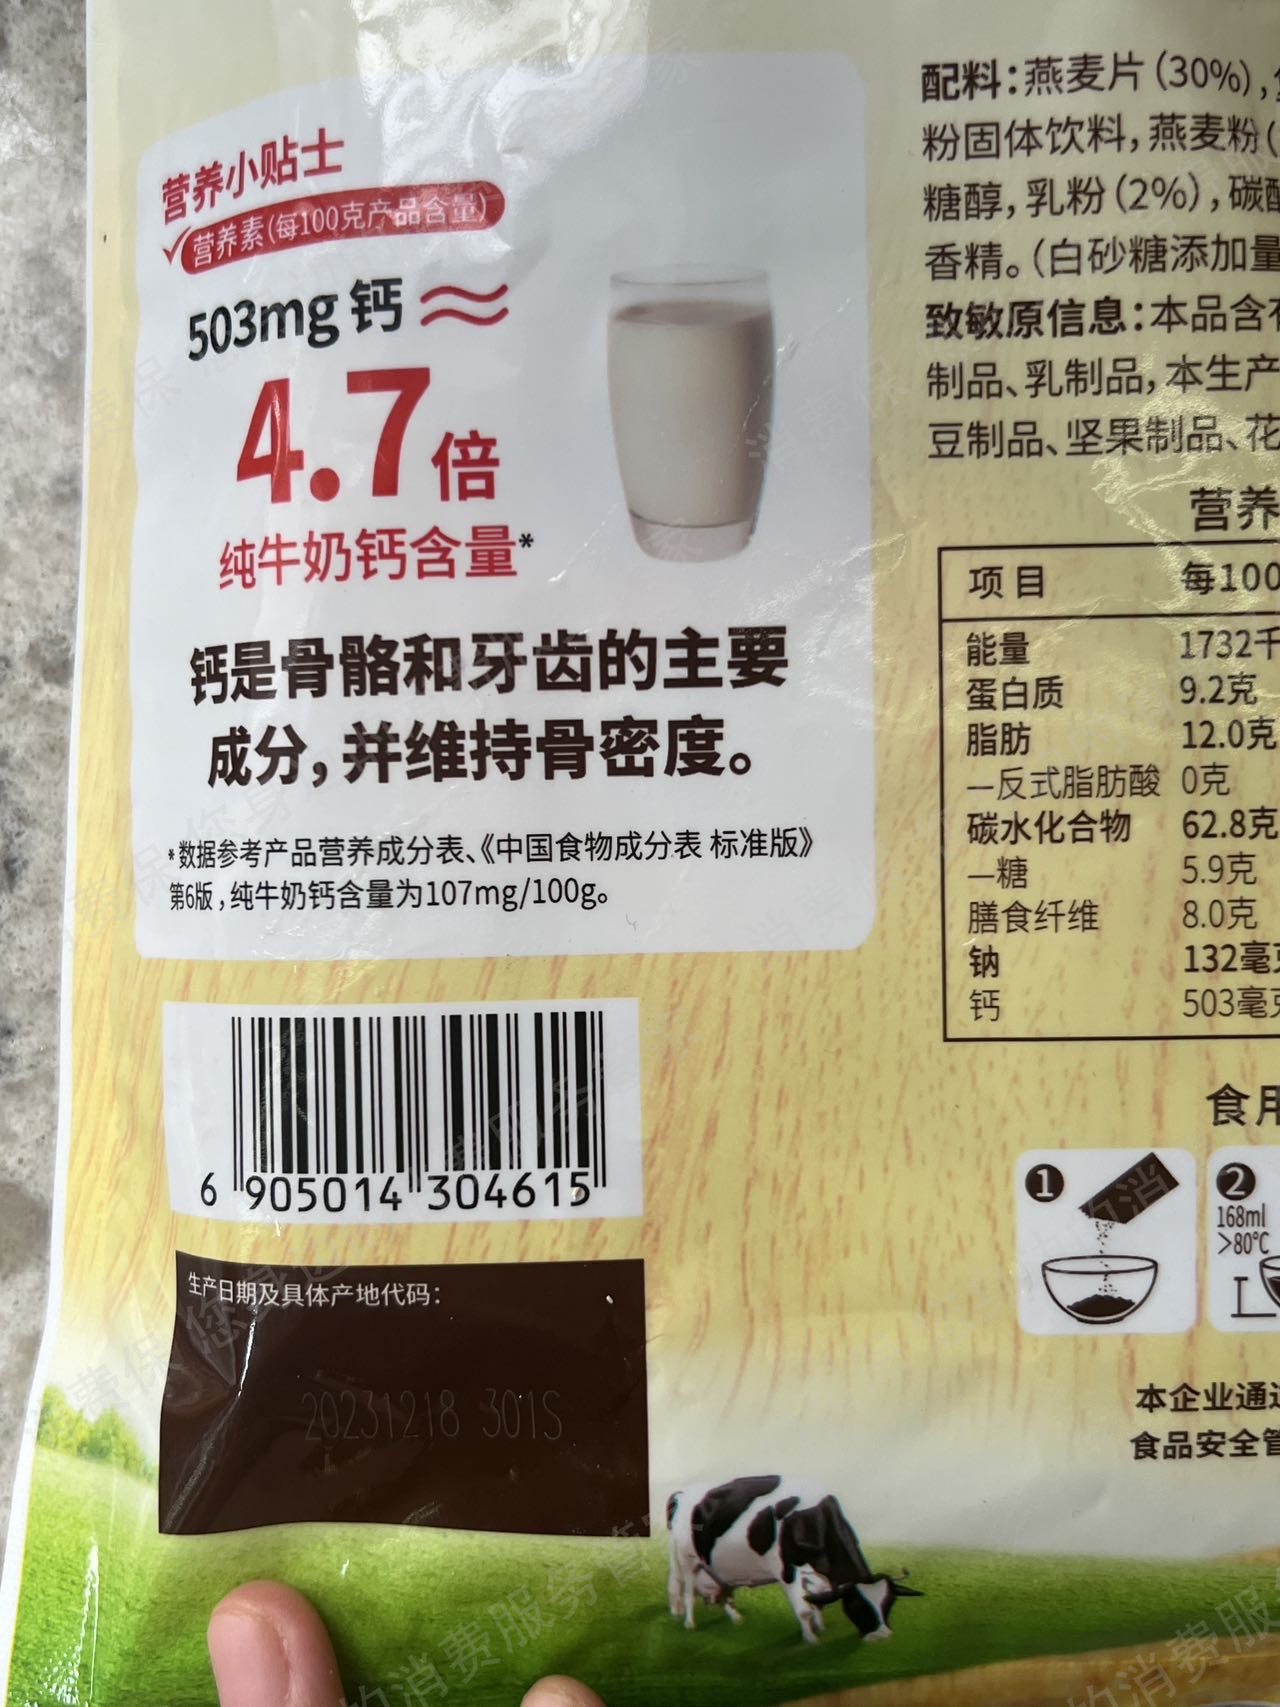 营养小贴士
营养素(每100克产品含量)
503mg 钙≈
4.7倍
纯牛奶钙含量*
钙是骨骼和牙齿的主要
成分,并维持骨密度。
*数据参考产品营养成分表、《中国食物成分表 标准版》
第6版,纯牛奶钙含量为107mg/100g。
6 905014 304615
生产日期及具体产地代码:
20231218 301S
配料:燕麦片(30%),
粉固体饮料,燕麦粉(
糖醇,乳粉(2%),碳
香精。(白砂糖添加量
致敏原信息:本品含
制品、乳制品,本生产
豆制品、坚果制品、花
营养
项目 每100
能量 1732千
蛋白质 9.2克
脂肪 12.0克
—反式脂肪酸 0克
碳水化合物 62.8克
—糖 5.9克
膳食纤维 8.0克
钠 132毫
钙 503毫
食
1
2
168ml
>80℃
本企业通
食品安全